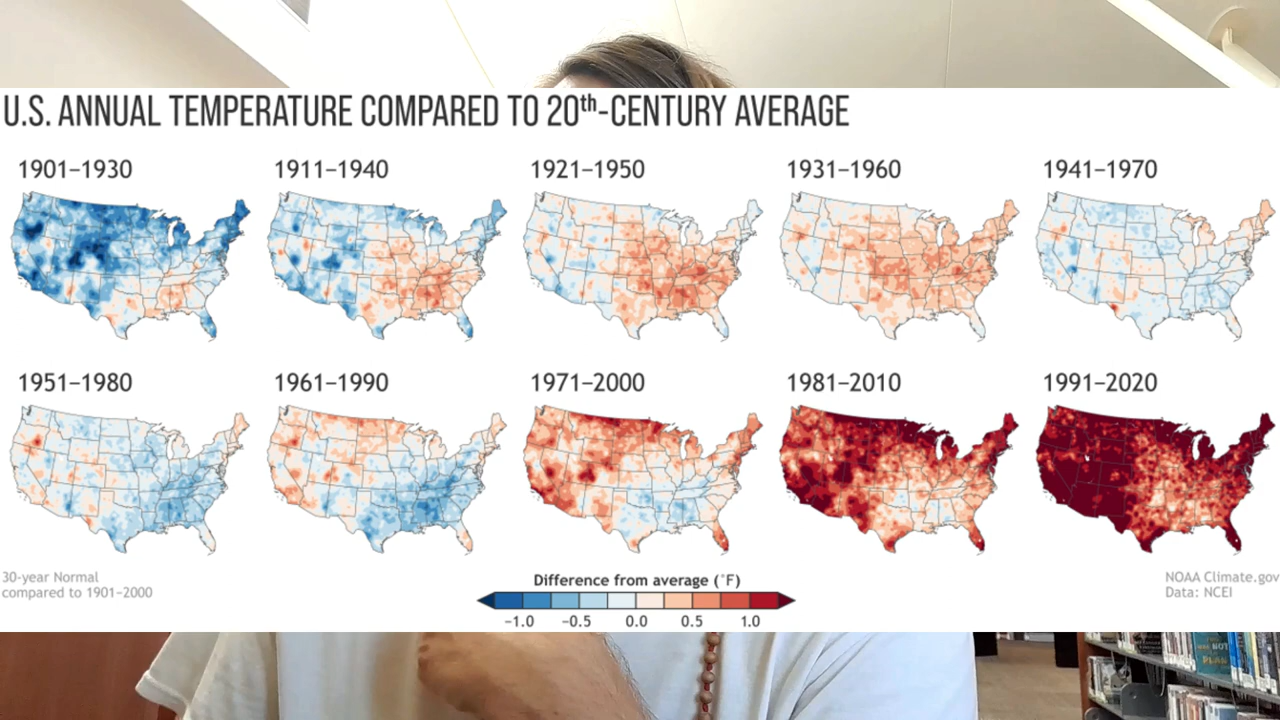 U.S. ANNUAL TEMPERATURE COMPARED TO 20th-CENTURY AVERAGE
1901–1930 1911–1940 1921–1950 1931–1960 1941–1970
1951–1980 1961–1990 1971–2000 1981–2010 1991–2020
30-year Normal
compared to 1901–2000
Difference from average (°F)
−1.0 −0.5 0.0 0.5 1.0
NOAA Climate.gov
Data: NCEI
NOT
PLAN